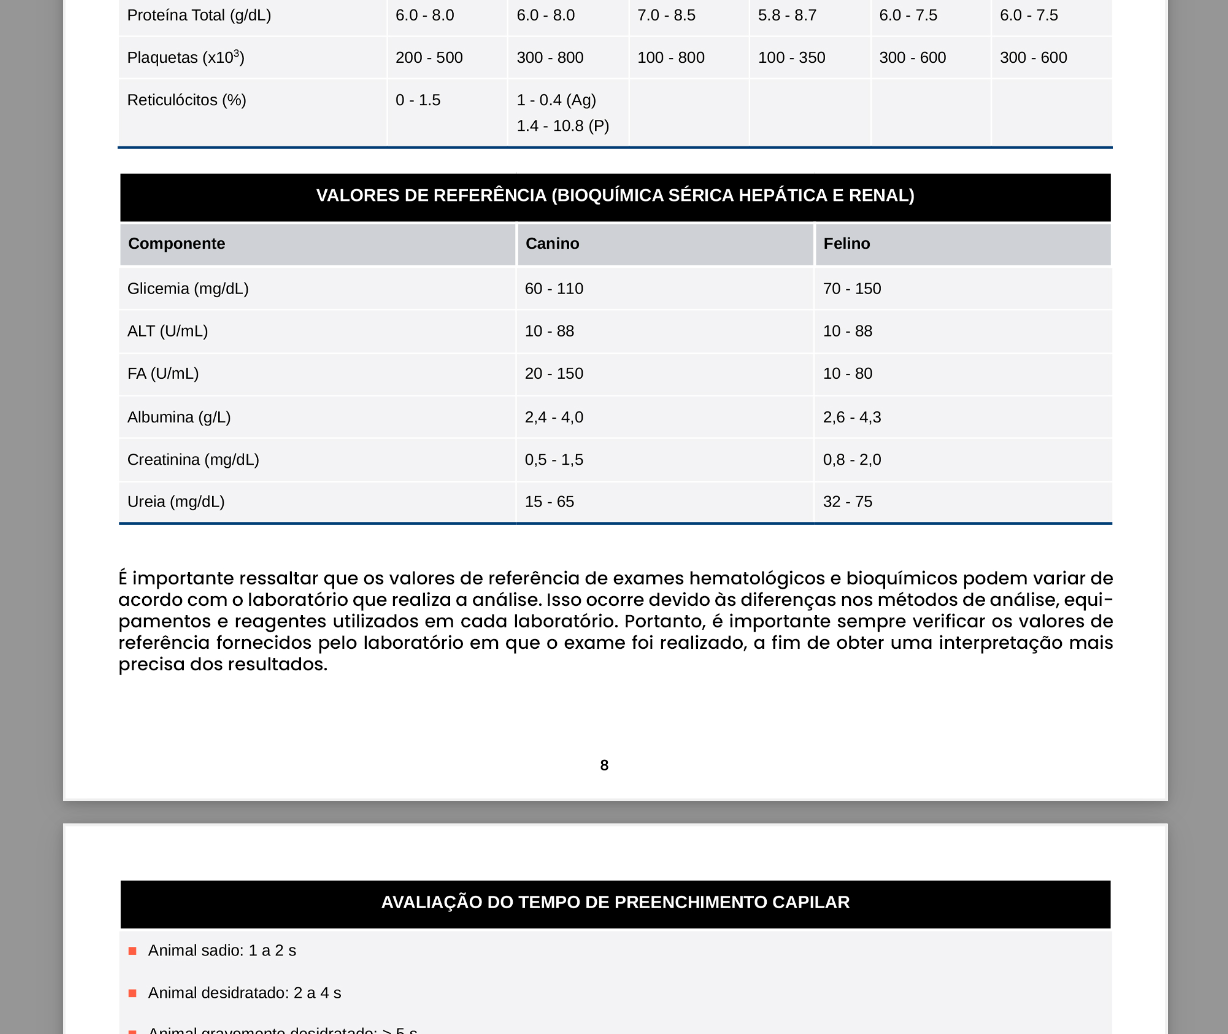 Proteína Total (g/dL) 6.0 - 8.0 6.0 - 8.0 7.0 - 8.5 5.8 - 8.7 6.0 - 7.5 6.0 - 7.5
Plaquetas (x10³) 200 - 500 300 - 800 100 - 800 100 - 350 300 - 600 300 - 600
Reticulócitos (%) 0 - 1.5 1 - 0.4 (Ag)
1.4 - 10.8 (P)
VALORES DE REFERÊNCIA (BIOQUÍMICA SÉRICA HEPÁTICA E RENAL)
Componente Canino Felino
Glicemia (mg/dL) 60 - 110 70 - 150
ALT (U/mL) 10 - 88 10 - 88
FA (U/mL) 20 - 150 10 - 80
Albumina (g/L) 2,4 - 4,0 2,6 - 4,3
Creatinina (mg/dL) 0,5 - 1,5 0,8 - 2,0
Ureia (mg/dL) 15 - 65 32 - 75
É importante ressaltar que os valores de referência de exames hematológicos e bioquímicos podem variar de
acordo com o laboratório que realiza a análise. Isso ocorre devido às diferenças nos métodos de análise, equi-
pamentos e reagentes utilizados em cada laboratório. Portanto, é importante sempre verificar os valores de
referência fornecidos pelo laboratório em que o exame foi realizado, a fim de obter uma interpretação mais
precisa dos resultados.
8
AVALIAÇÃO DO TEMPO DE PREENCHIMENTO CAPILAR
■ Animal sadio: 1 a 2 s
■ Animal desidratado: 2 a 4 s
■ Animal gravemente desidratado: > 5 s